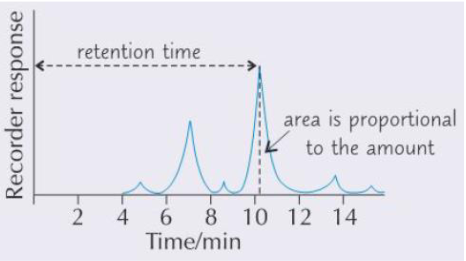 Recorder response
retention time
area is proportional
to the amount
2 4 6 8 10 12 14
Time/min